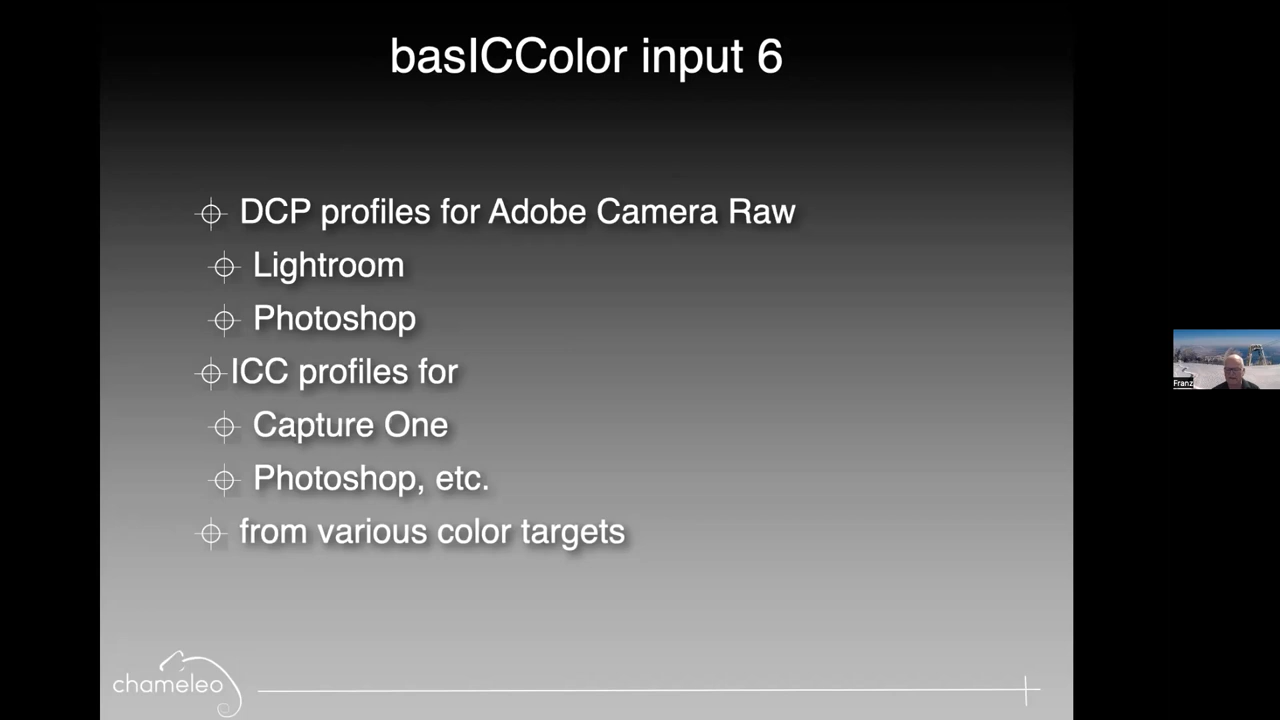 basICColor input 6
DCP profiles for Adobe Camera Raw
Lightroom
Photoshop
ICC profiles for
Capture One
Photoshop, etc.
from various color targets
chameleo
Franz